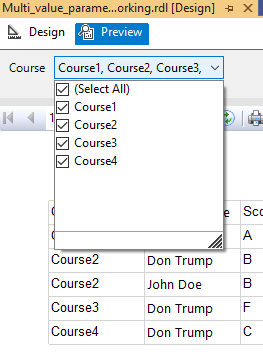 Multi_value_parame...orking.rdl [Design]
Design Preview
Course Course1, Course2, Course3,
(Select All)
Course1
Course2
Course3
Course4
1
Course2 Don Trump B
Course2 John Doe B
Course3 Don Trump F
Course4 Don Trump C
A